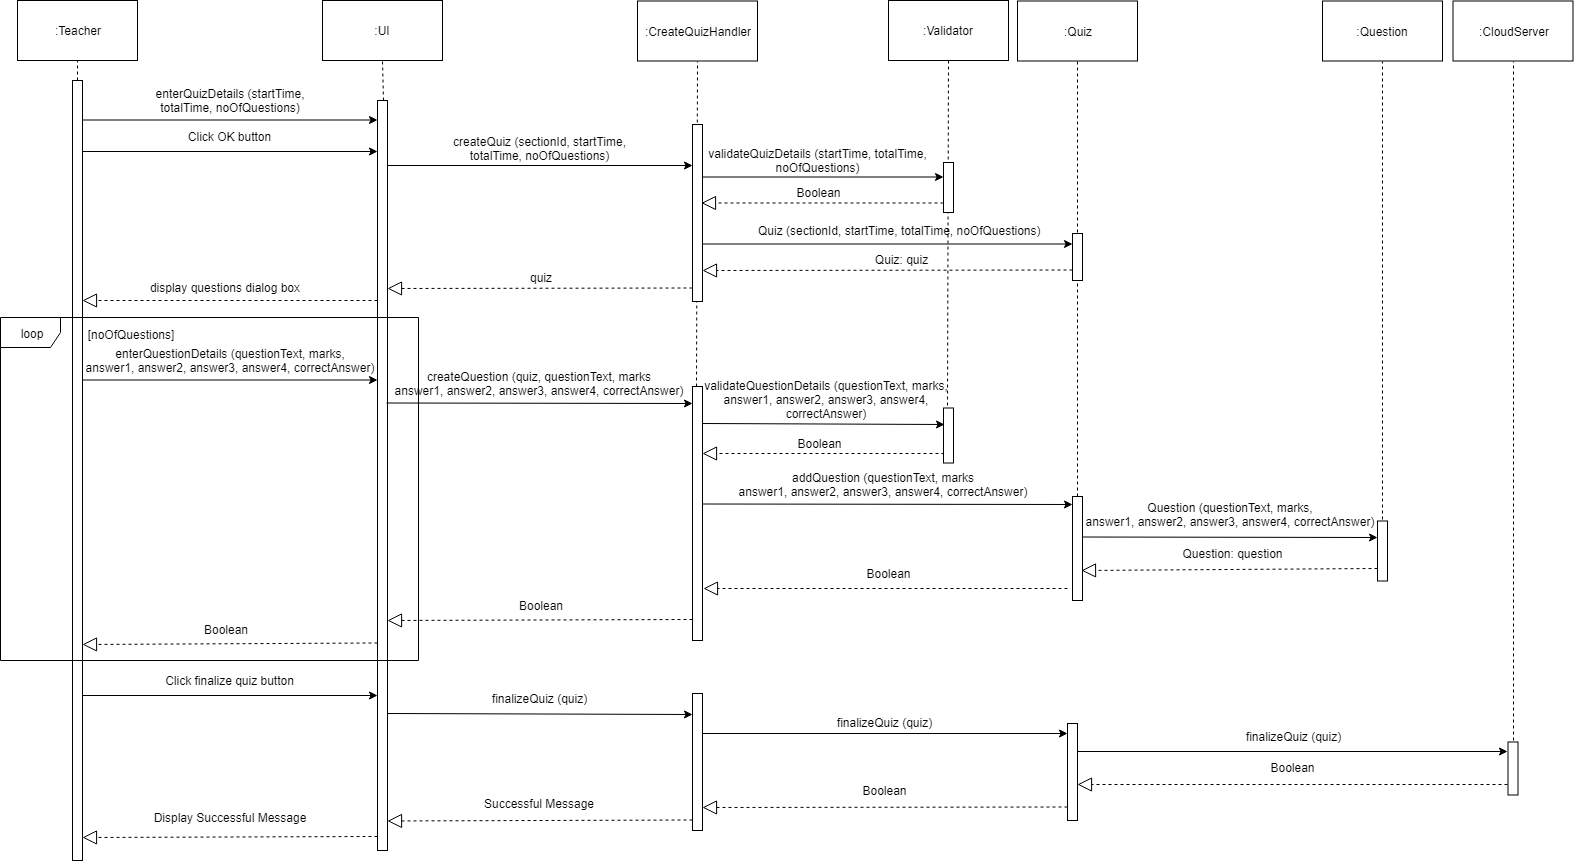 :Teacher
:UI
:CreateQuizHandler
:Validator
:Quiz
:Question
:CloudServer
enterQuizDetails (startTime,
totalTime, noOfQuestions)
Click OK button
createQuiz (sectionId, startTime,
totalTime, noOfQuestions)
validateQuizDetails (startTime, totalTime,
noOfQuestions)
Boolean
Quiz (sectionId, startTime, totalTime, noOfQuestions)
Quiz: quiz
quiz
display questions dialog box
loop
[noOfQuestions]
enterQuestionDetails (questionText, marks,
answer1, answer2, answer3, answer4, correctAnswer)
createQuestion (quiz, questionText, marks
answer1, answer2, answer3, answer4, correctAnswer)
validateQuestionDetails (questionText, marks,
answer1, answer2, answer3, answer4,
correctAnswer)
Boolean
addQuestion (questionText, marks
answer1, answer2, answer3, answer4, correctAnswer)
Question (questionText, marks,
answer1, answer2, answer3, answer4, correctAnswer)
Question: question
Boolean
Boolean
Boolean
Click finalize quiz button
finalizeQuiz (quiz)
finalizeQuiz (quiz)
finalizeQuiz (quiz)
Boolean
Boolean
Successful Message
Display Successful Message